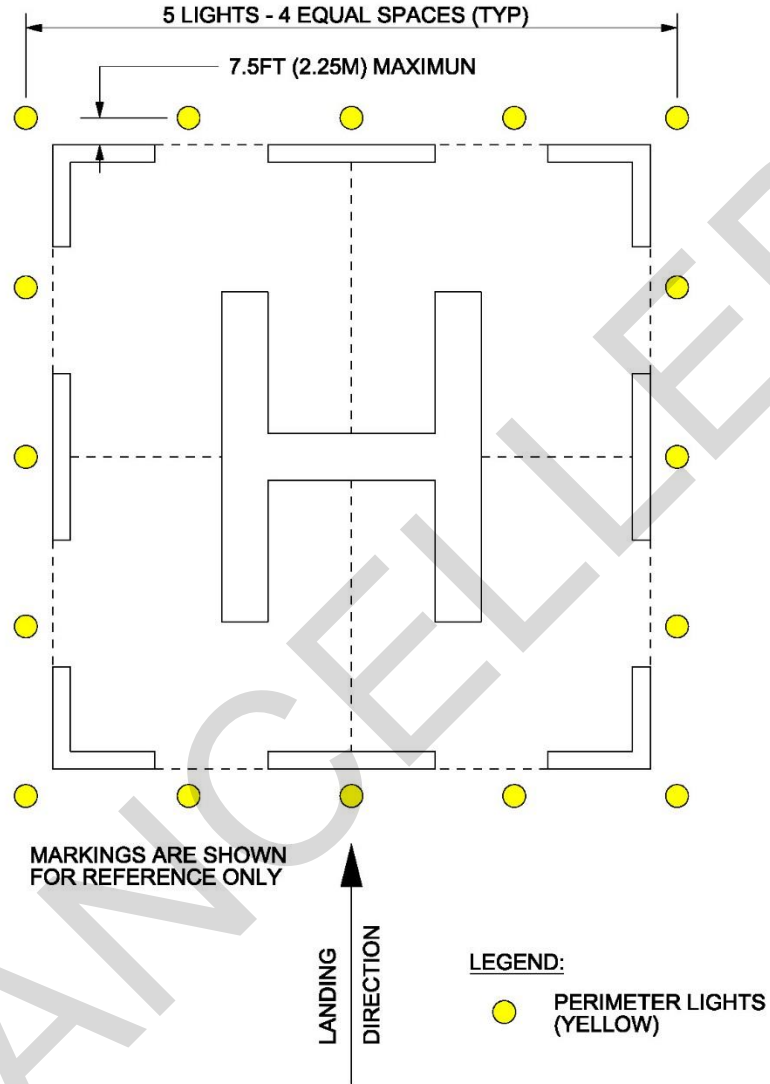 5 LIGHTS - 4 EQUAL SPACES (TYP)
7.5FT (2.25M) MAXIMUN
H
MARKINGS ARE SHOWN
FOR REFERENCE ONLY
LANDING
DIRECTION
LEGEND:
PERIMETER LIGHTS
(YELLOW)
ANCELLED